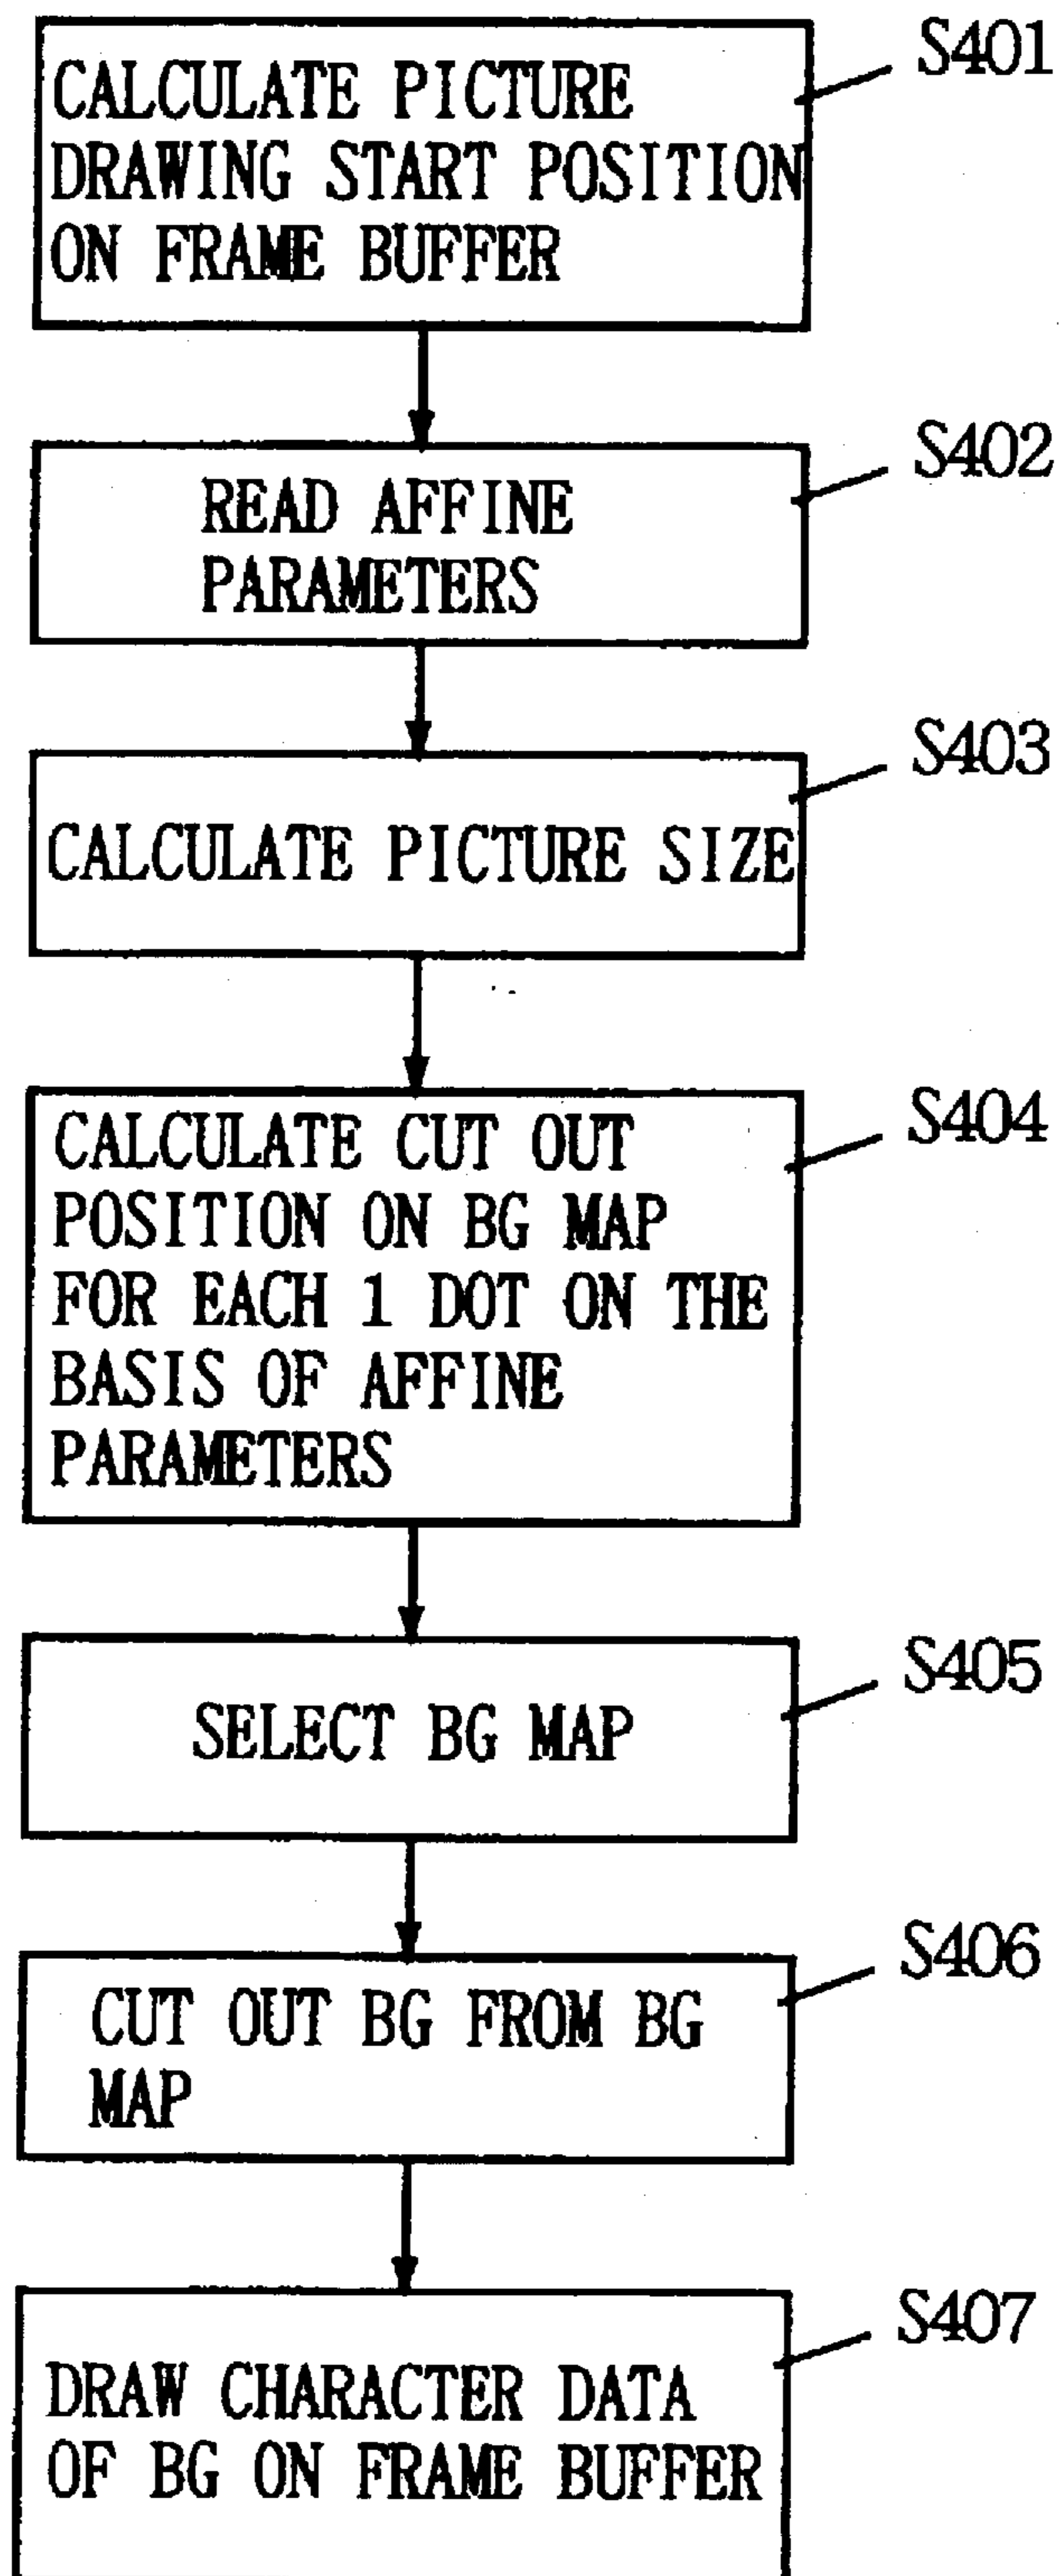 S401
CALCULATE PICTURE
DRAWING START POSITION
ON FRAME BUFFER
S402
READ AFFINE
PARAMETERS
S403
CALCULATE PICTURE SIZE
S404
CALCULATE CUT OUT
POSITION ON BG MAP
FOR EACH 1 DOT ON THE
BASIS OF AFFINE
PARAMETERS
S405
SELECT BG MAP
S406
CUT OUT BG FROM BG
MAP
S407
DRAW CHARACTER DATA
OF BG ON FRAME BUFFER